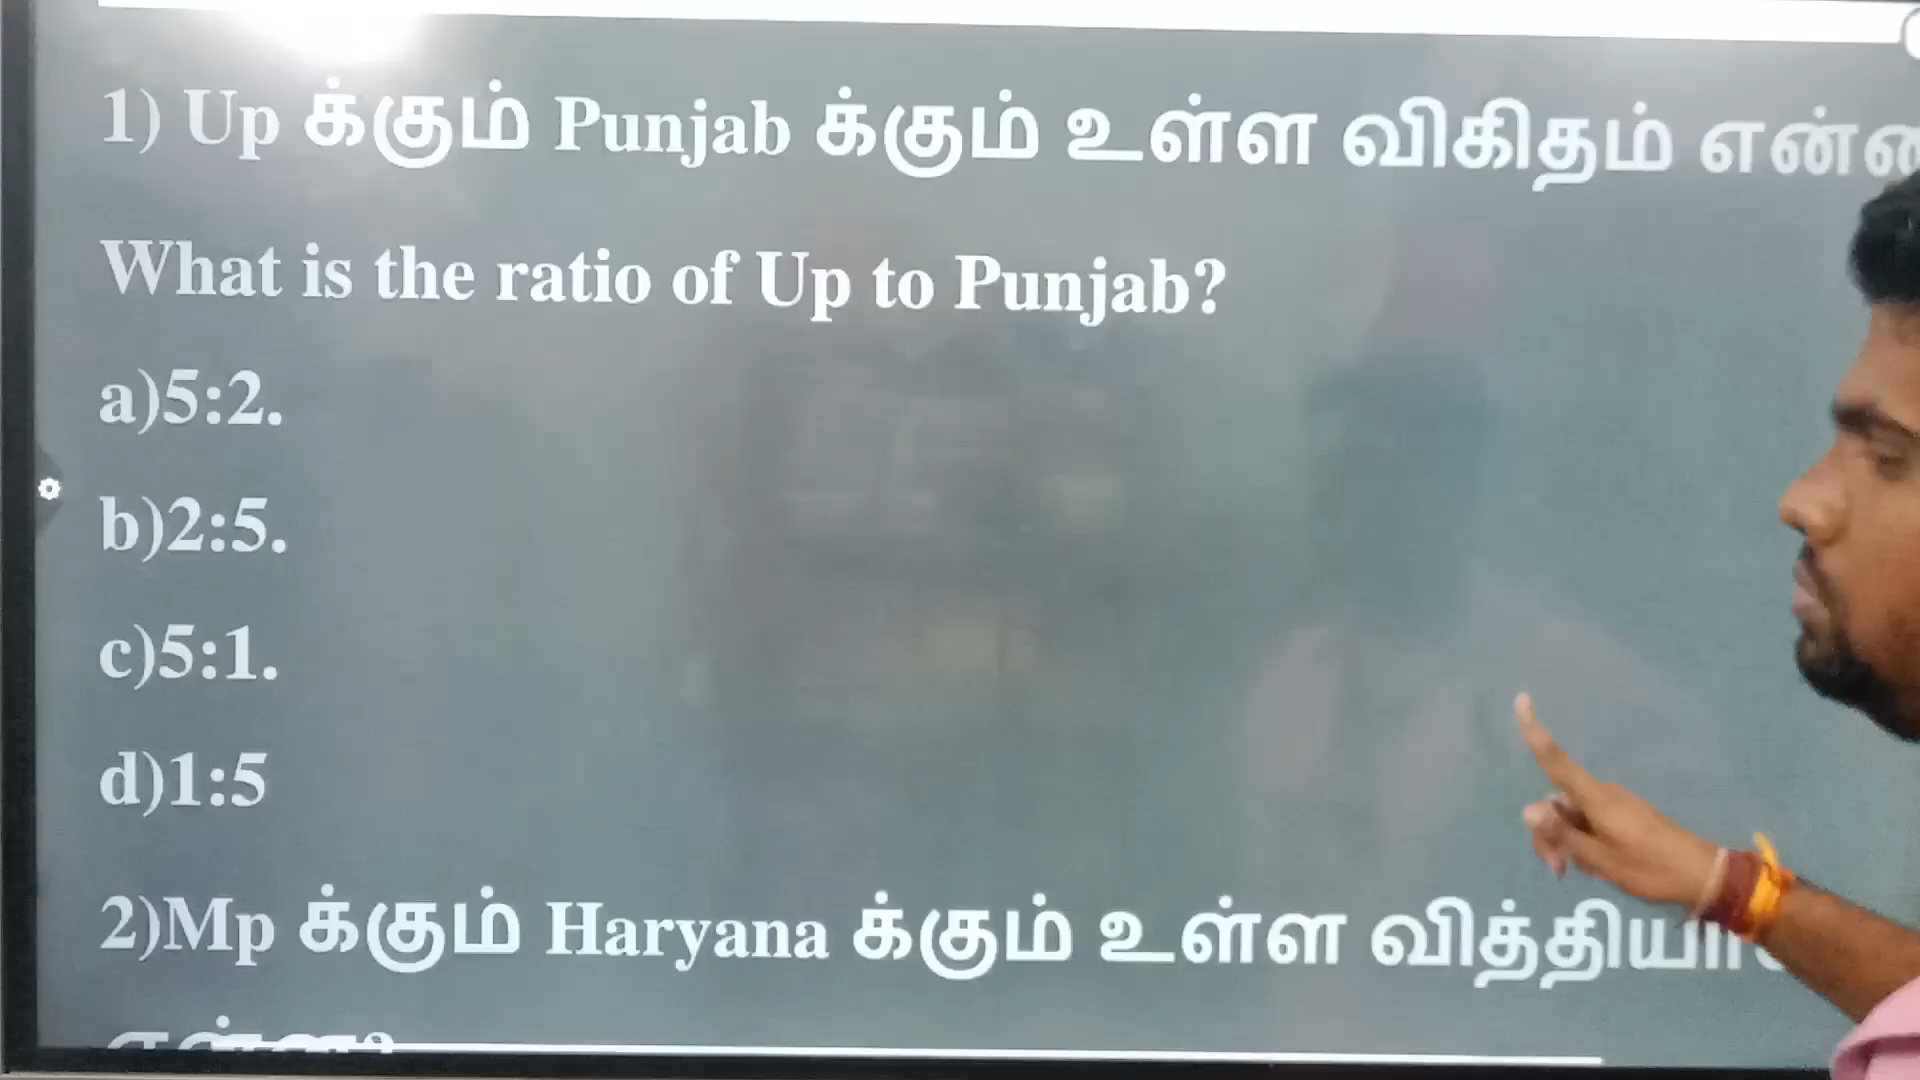 1) Up க்கும் Punjab க்கும் உள்ள விகிதம்
What is the ratio of Up to Punjab?
a)5:2.
b)2:5.
c)5:1.
d)1:5
2)Mp க்கும் Haryana க்கும் உள்ள